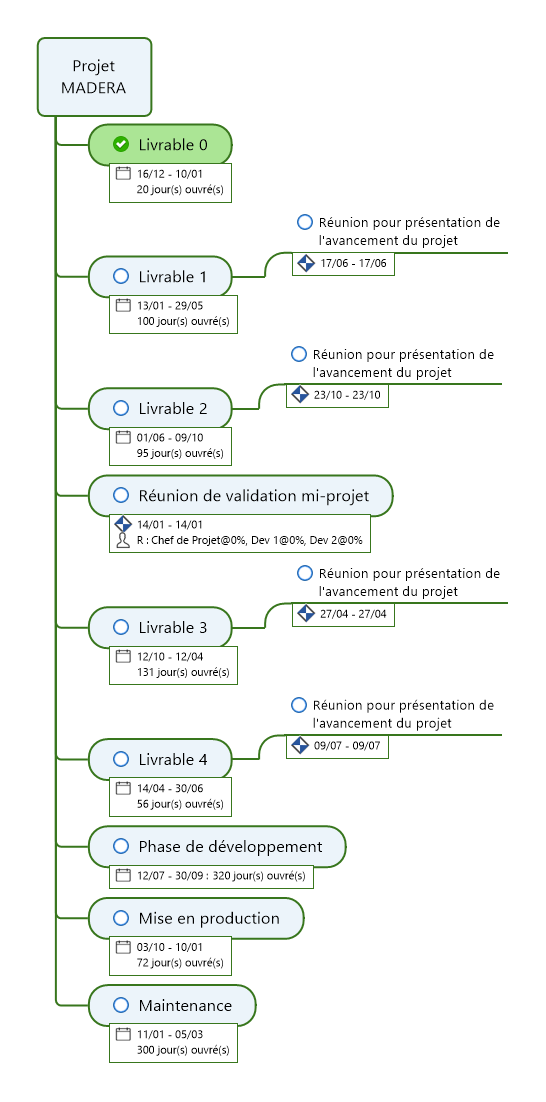 Projet
MADERA
Livrable 0
16/12 - 10/01
20 jour(s) ouvré(s)
Réunion pour présentation de
l'avancement du projet
17/06 - 17/06
Livrable 1
13/01 - 29/05
100 jour(s) ouvré(s)
Réunion pour présentation de
l'avancement du projet
23/10 - 23/10
Livrable 2
01/06 - 09/10
95 jour(s) ouvré(s)
Réunion de validation mi-projet
14/01 - 14/01
R : Chef de Projet@0%, Dev 1@0%, Dev 2@0%
Réunion pour présentation de
l'avancement du projet
27/04 - 27/04
Livrable 3
12/10 - 12/04
131 jour(s) ouvré(s)
Réunion pour présentation de
l'avancement du projet
09/07 - 09/07
Livrable 4
14/04 - 30/06
56 jour(s) ouvré(s)
Phase de développement
12/07 - 30/09 : 320 jour(s) ouvré(s)
Mise en production
03/10 - 10/01
72 jour(s) ouvré(s)
Maintenance
11/01 - 05/03
300 jour(s) ouvré(s)